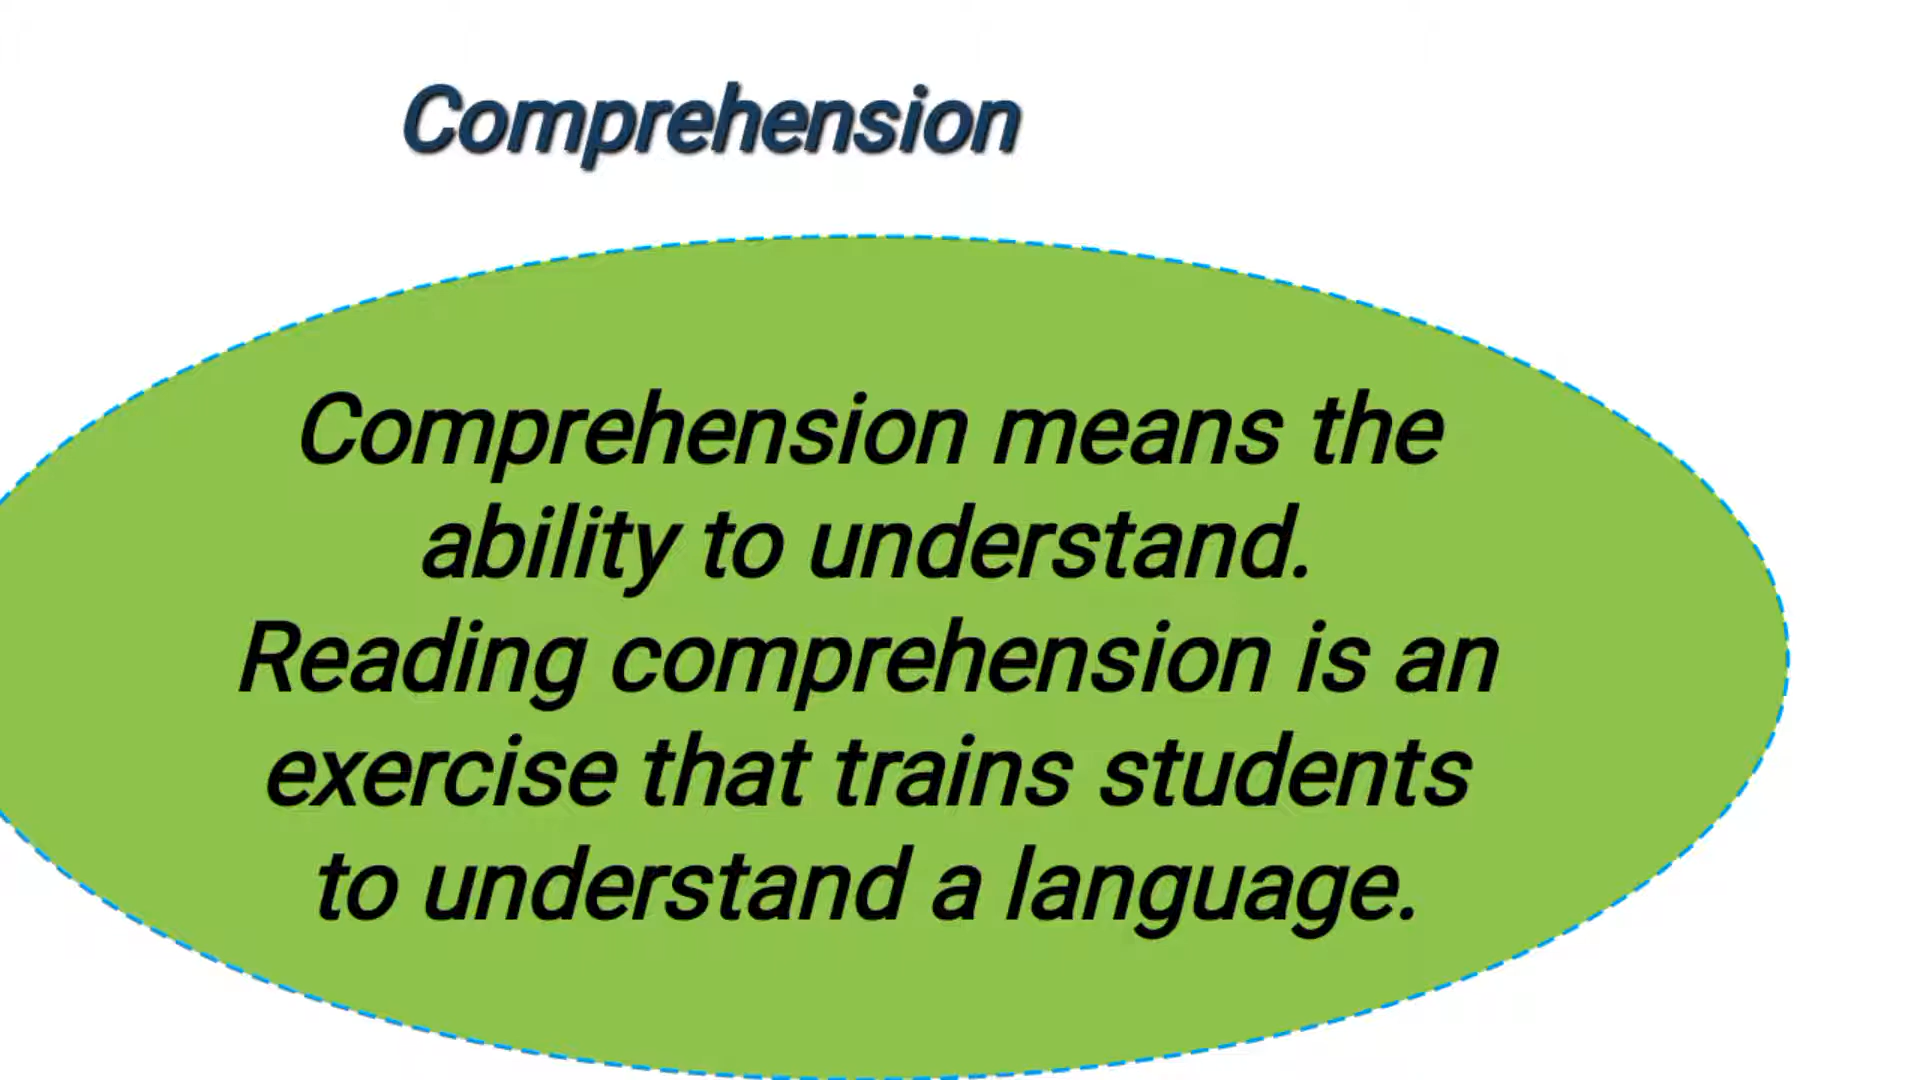 Comprehension
Comprehension means the
ability to understand.
Reading comprehension is an
exercise that trains students
to understand a language.